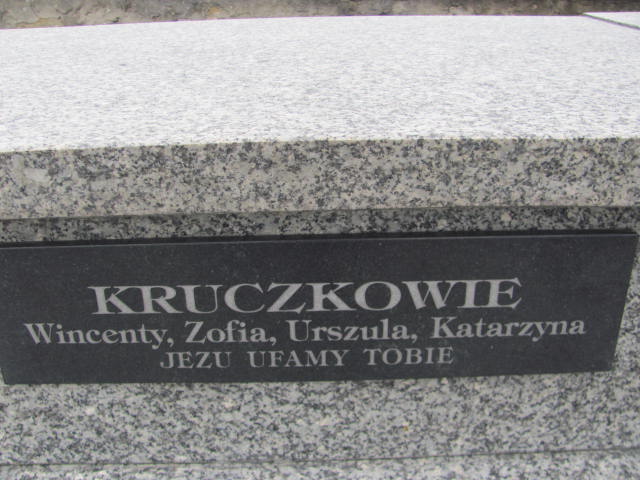 KRUCZKOWIE
Wincenty, Zofia, Urszula, Katarzyna
JEZU UFAMY TOBIE